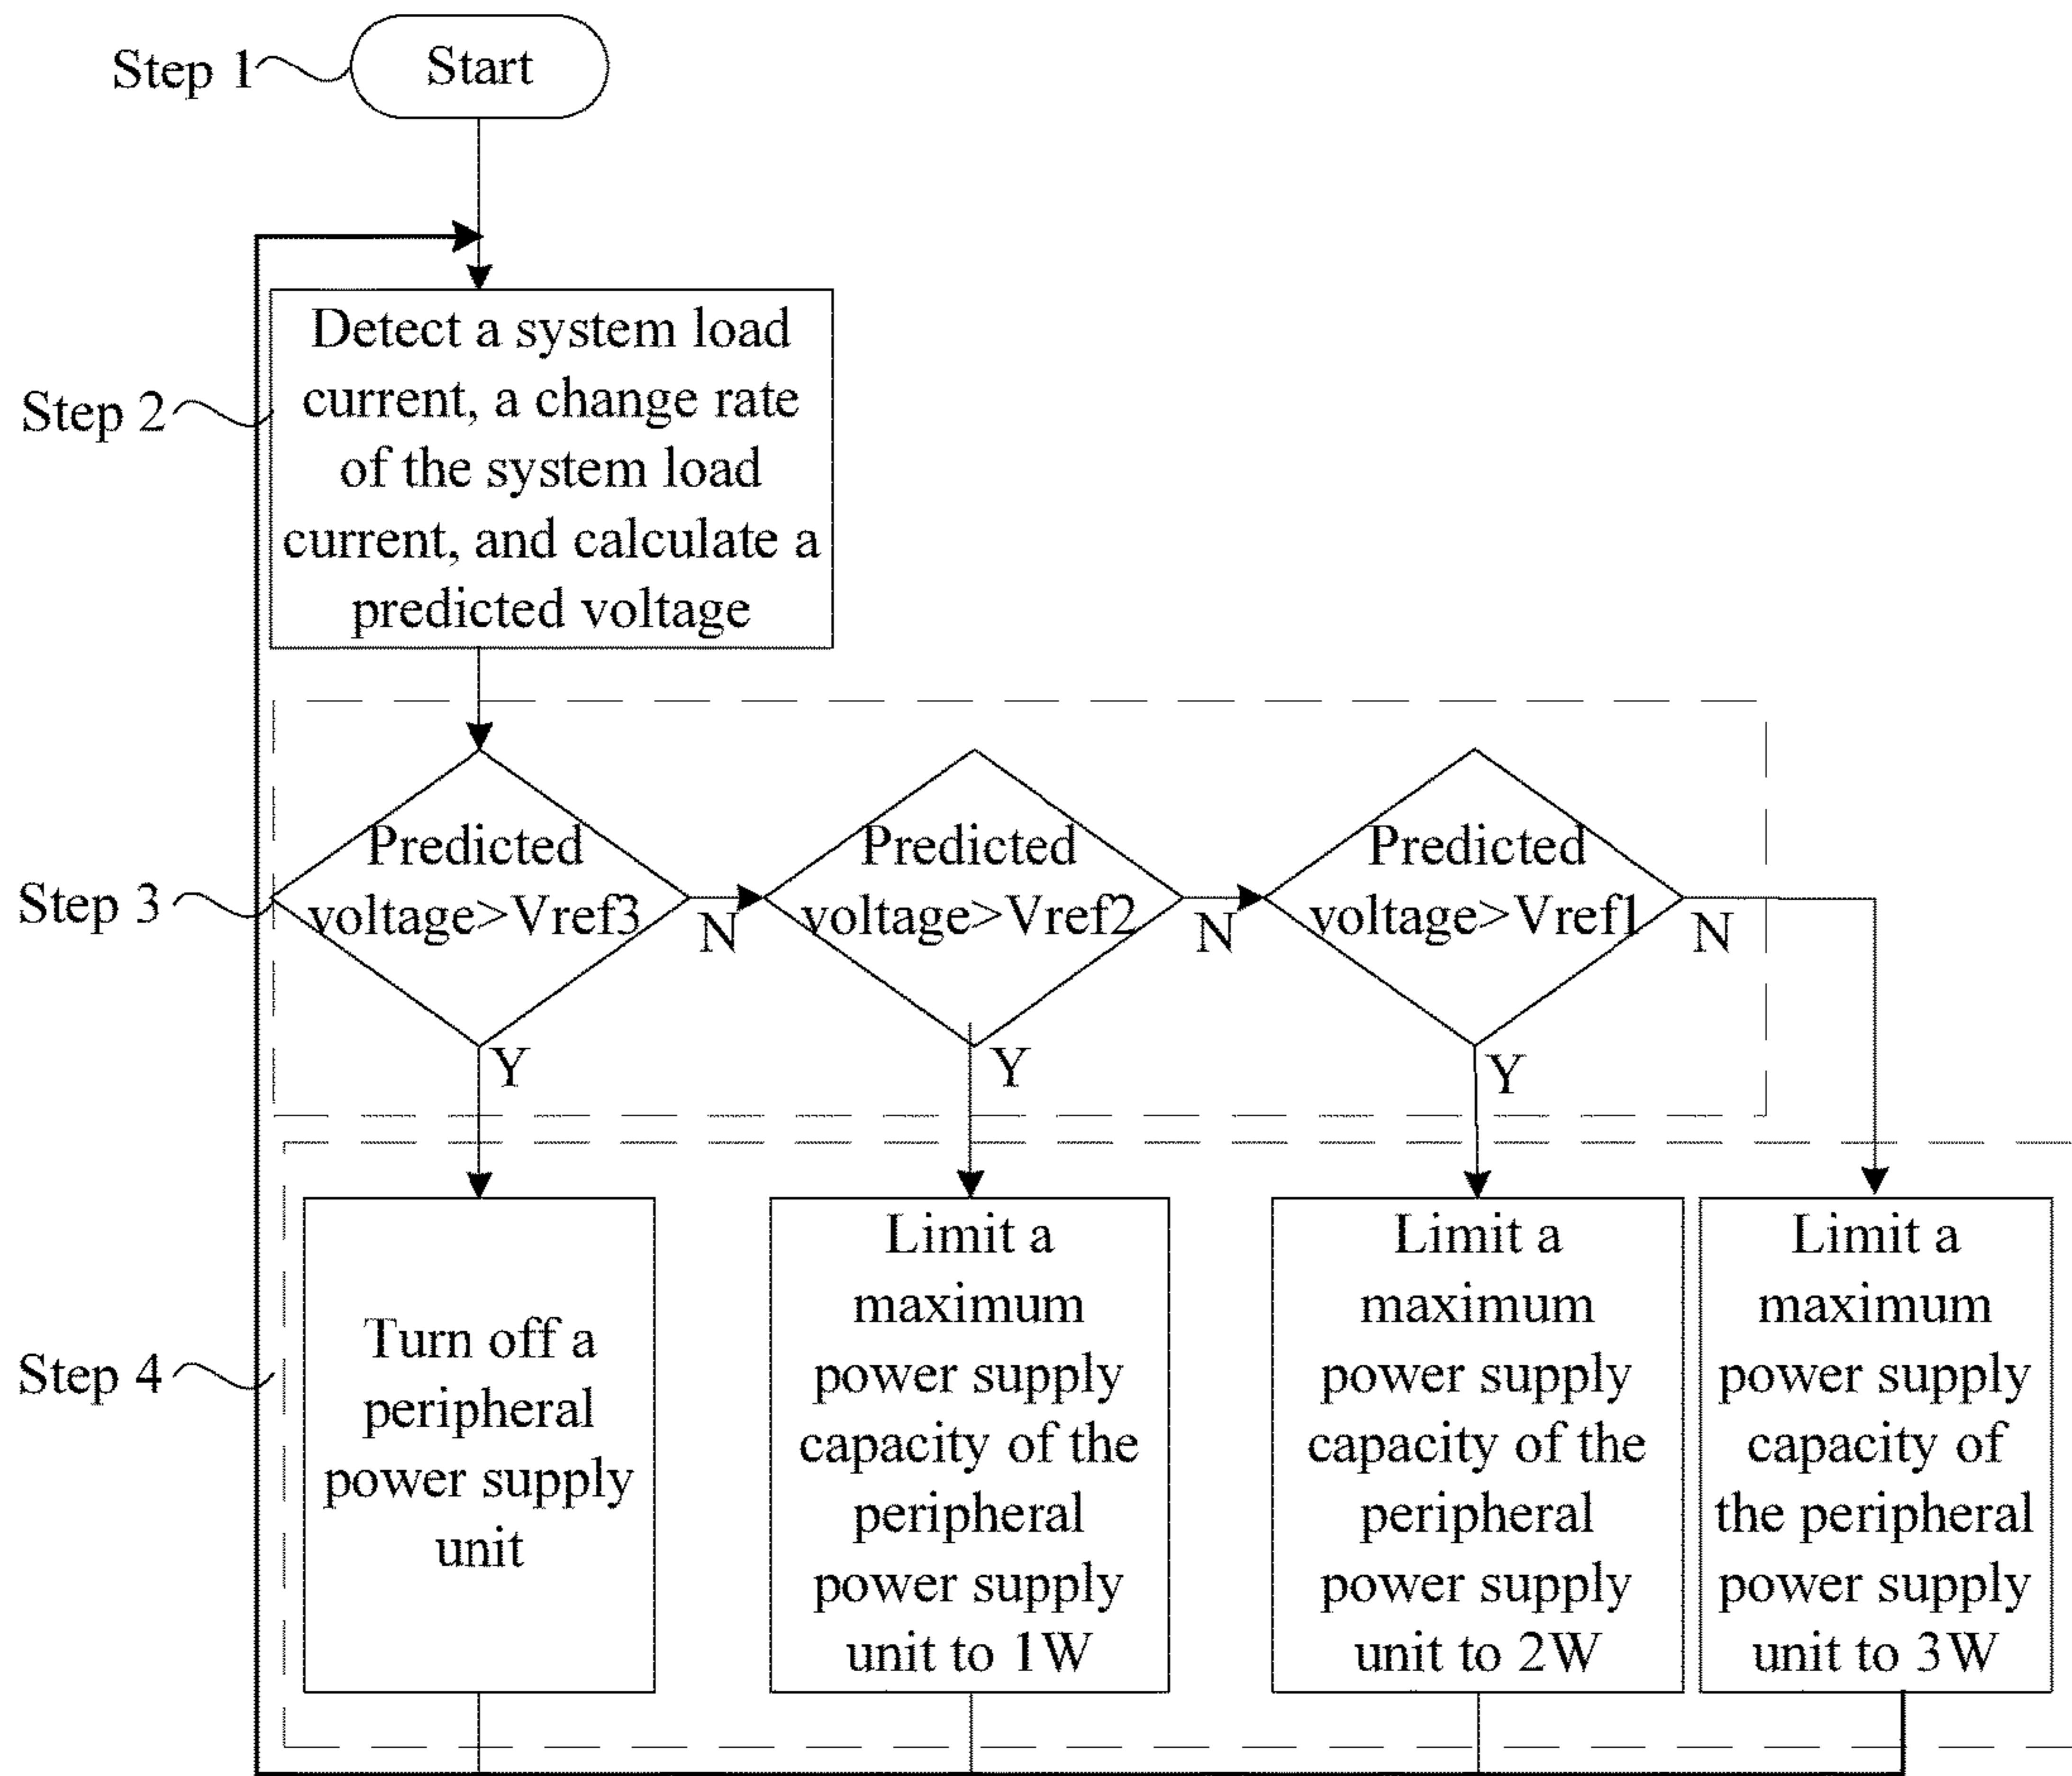 Step 1
Start
Step 2
Detect a system load
current, a change rate
of the system load
current, and calculate a
predicted voltage
Step 3
Predicted
voltage>Vref3
N
Y
Predicted
voltage>Vref2
N
Y
Predicted
voltage>Vref1
N
Y
Step 4
Turn off a
peripheral
power supply
unit
Limit a
maximum
power supply
capacity of the
peripheral
power supply
unit to 1W
Limit a
maximum
power supply
capacity of the
peripheral
power supply
unit to 2W
Limit a
maximum
power supply
capacity of
the peripheral
power supply
unit to 3W